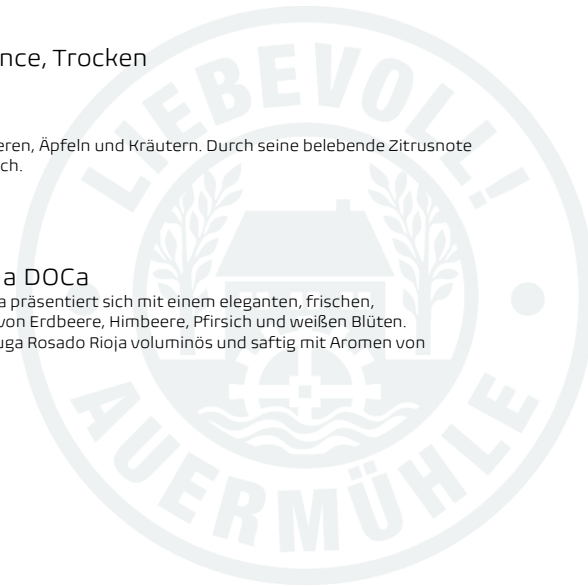 nce, Trocken
eren, Äpfeln und Kräutern. Durch seine belebende Zitrusnote
ch.
a DOCa
a präsentiert sich mit einem eleganten, frischen,
von Erdbeere, Himbeere, Pfirsich und weißen Blüten.
uga Rosado Rioja voluminös und saftig mit Aromen von
LIEBEVOLL!
AUERMÜHLE